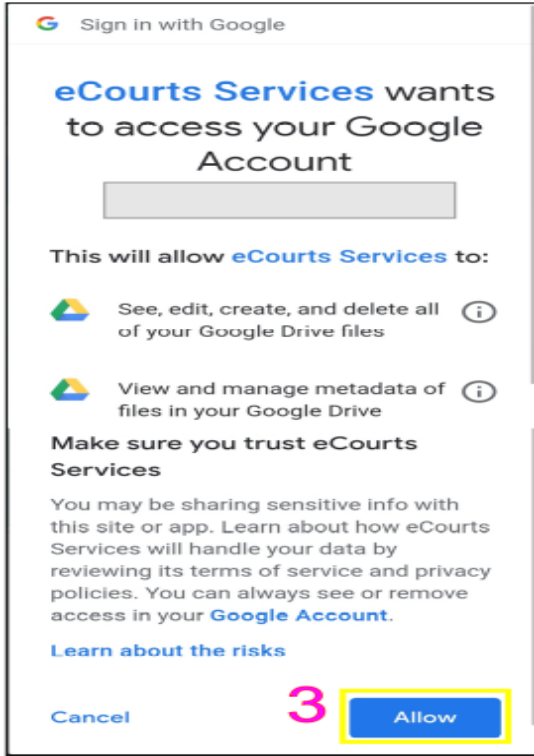 Sign in with Google
eCourts Services wants
to access your Google
Account
This will allow eCourts Services to:
See, edit, create, and delete all
of your Google Drive files
View and manage metadata of
files in your Google Drive
Make sure you trust eCourts
Services
You may be sharing sensitive info with
this site or app. Learn about how eCourts
Services will handle your data by
reviewing its terms of service and privacy
policies. You can always see or remove
access in your Google Account.
Learn about the risks
Cancel
3
Allow